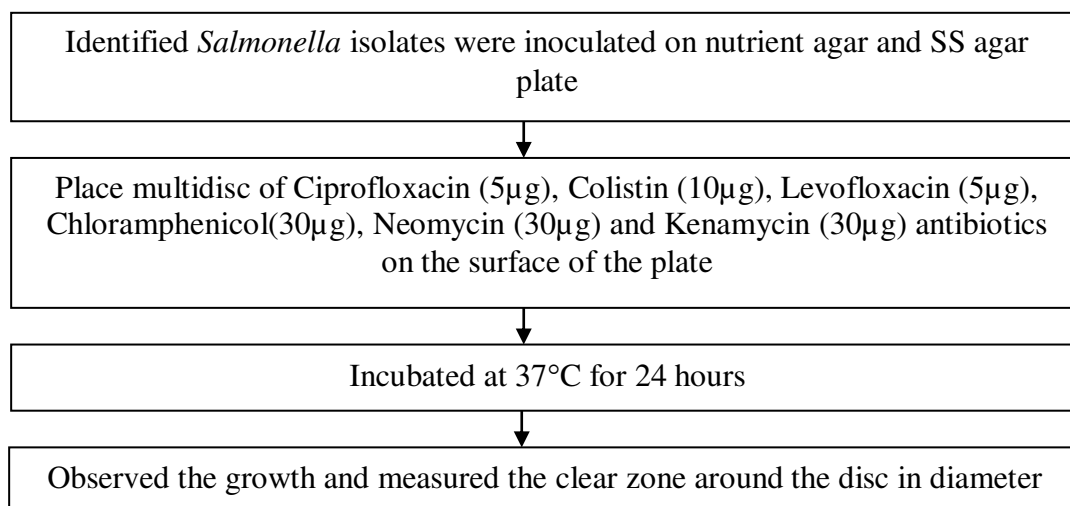 Identified Salmonella isolates were inoculated on nutrient agar and SS agar
plate
Place multidisc of Ciprofloxacin (5µg), Colistin (10µg), Levofloxacin (5µg),
Chloramphenicol(30µg), Neomycin (30µg) and Kenamycin (30µg) antibiotics
on the surface of the plate
Incubated at 37°C for 24 hours
Observed the growth and measured the clear zone around the disc in diameter